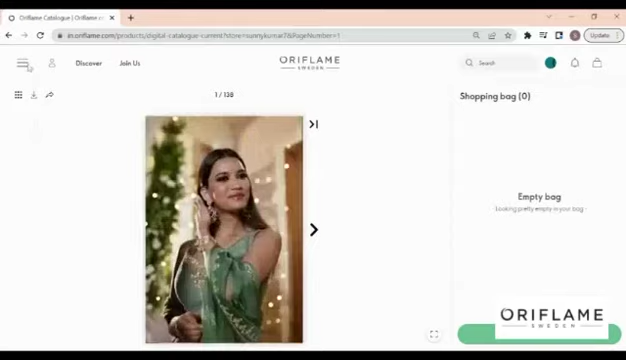 Oriflame Catalogue | Oriflame c
in.oriflame.com/products/digital-catalogue-current?store=sunnykumar7&PageNumber=1
Update
Discover
Join Us
ORIFLAME
SWEDEN
Search
1 / 138
Shopping bag (0)
Empty bag
Looking pretty empty in your bag
ORIFLAME
SWEDEN